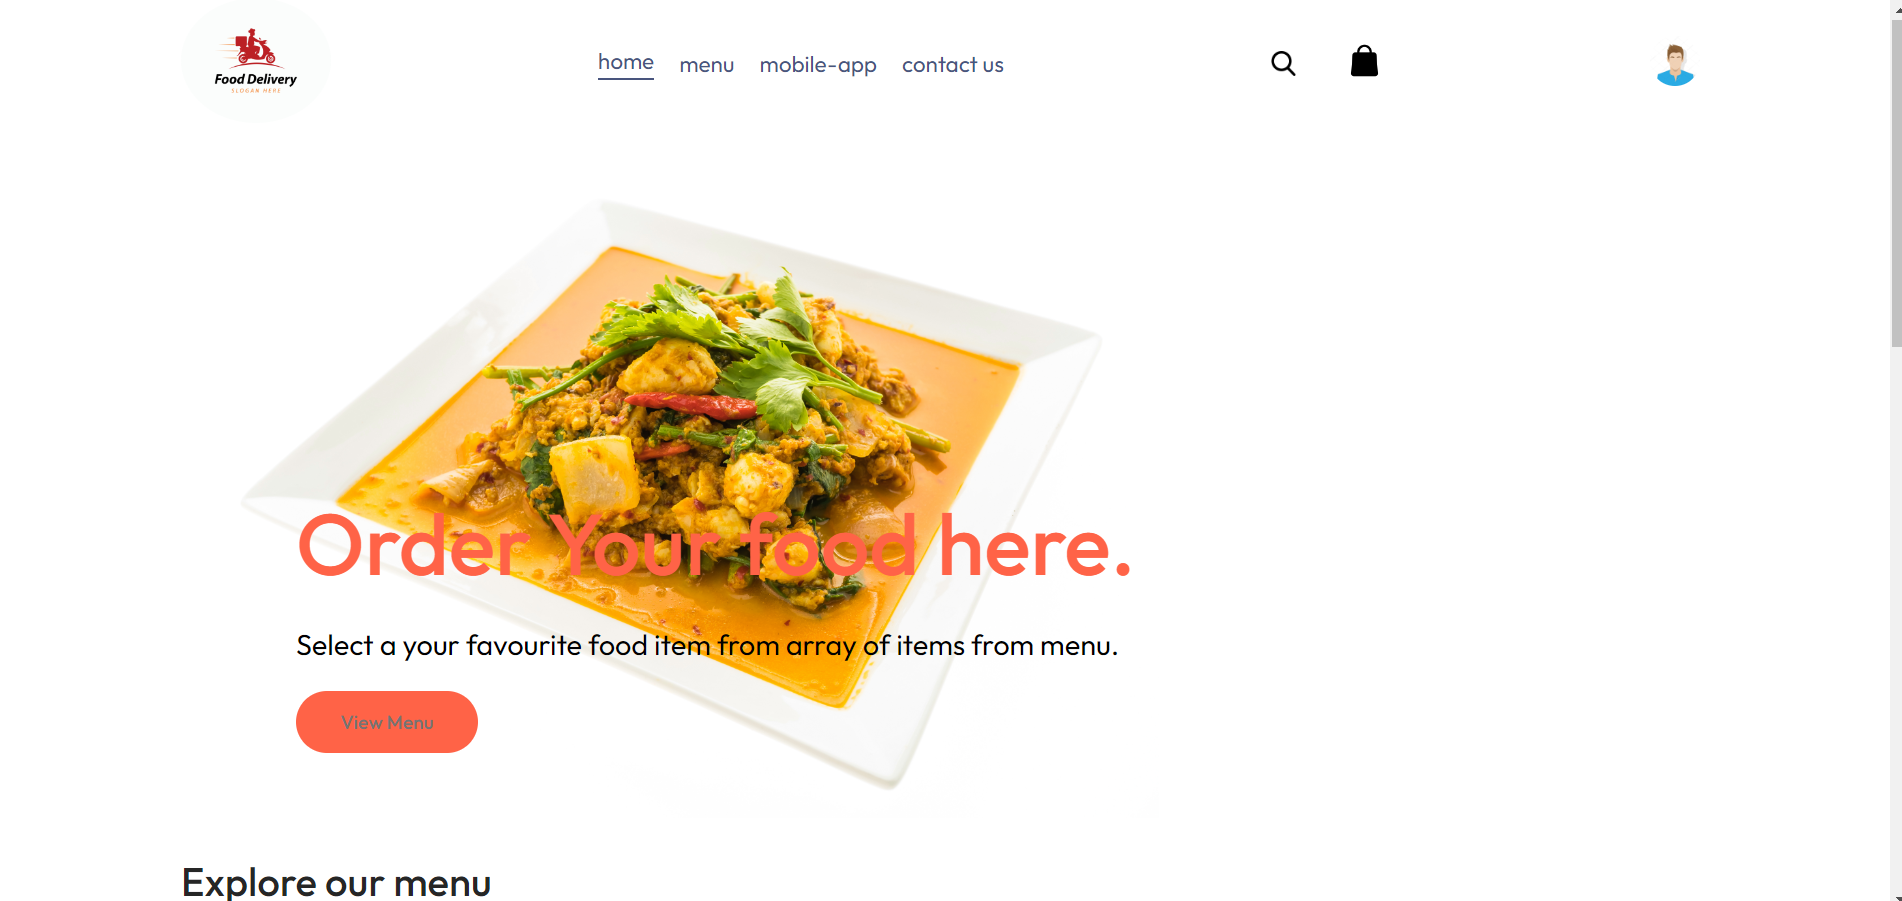 Food Delivery
SLOGAN HERE
home menu mobile-app contact us
Order Your food here.
Select a your favourite food item from array of items from menu.
View Menu
Explore our menu